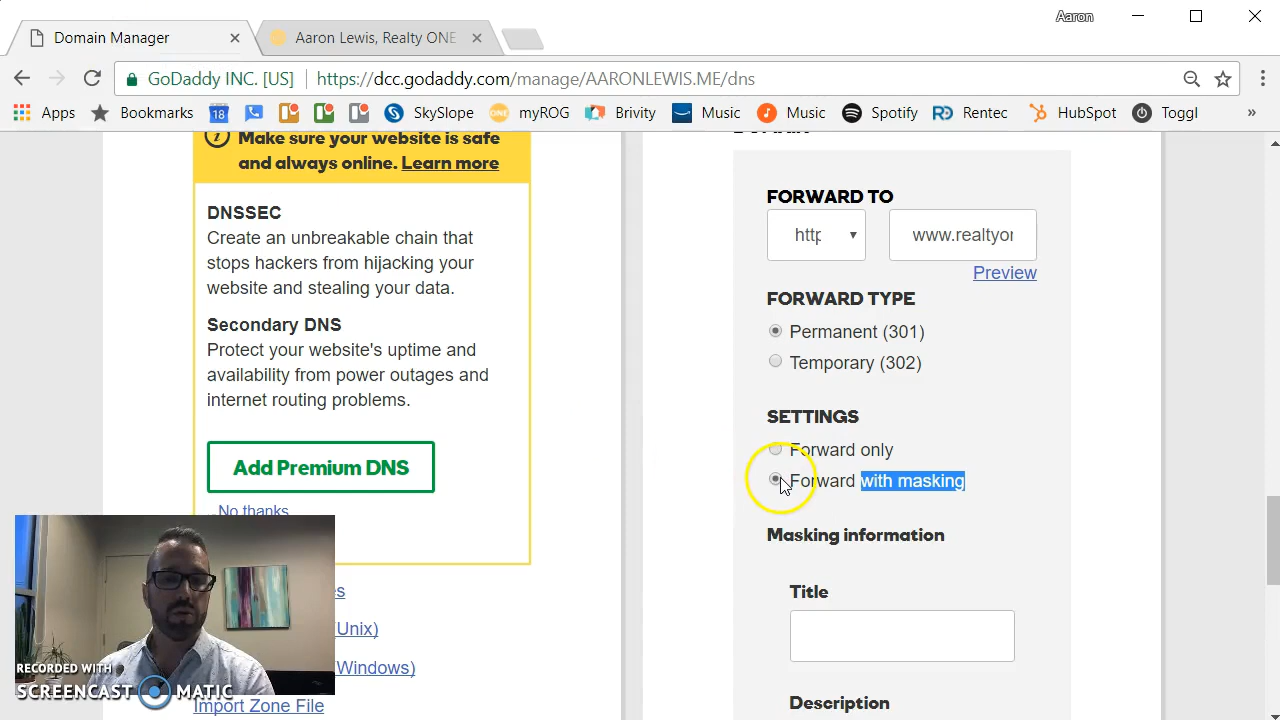 Aaron
Domain Manager
Aaron Lewis, Realty ONE
GoDaddy INC. [US]
https://dcc.godaddy.com/manage/AARONLEWIS.ME/dns
Apps
Bookmarks
18
SkySlope
ONE
myROG
Brivity
Music
Music
Spotify
Rentec
HubSpot
Toggl
»
Make sure your website is safe
and always online. Learn more
DNSSEC
Create an unbreakable chain that
stops hackers from hijacking your
website and stealing your data.
Secondary DNS
Protect your website's uptime and
availability from power outages and
internet routing problems.
Add Premium DNS
No thanks
(Unix)
Windows)
Import Zone File
RECORDED WITH
SCREENCAST MATIC
FORWARD TO
http
www.realtyor
Preview
FORWARD TYPE
Permanent (301)
Temporary (302)
SETTINGS
Forward only
Forward with masking
Masking information
Title
Description